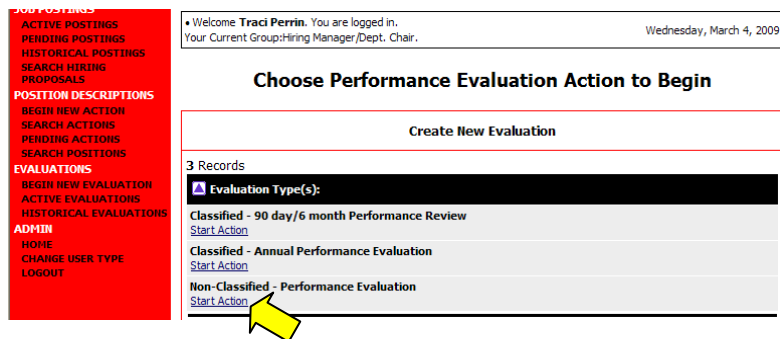 JOB POSTINGS
ACTIVE POSTINGS
PENDING POSTINGS
HISTORICAL POSTINGS
SEARCH HIRING
PROPOSALS
POSITION DESCRIPTIONS
BEGIN NEW ACTION
SEARCH ACTIONS
PENDING ACTIONS
SEARCH POSITIONS
EVALUATIONS
BEGIN NEW EVALUATION
ACTIVE EVALUATIONS
HISTORICAL EVALUATIONS
ADMIN
HOME
CHANGE USER TYPE
LOGOUT
• Welcome Traci Perrin. You are logged in.
Your Current Group:Hiring Manager/Dept. Chair.
Wednesday, March 4, 2009
Choose Performance Evaluation Action to Begin
Create New Evaluation
3 Records
Evaluation Type(s):
Classified - 90 day/6 month Performance Review
Start Action
Classified - Annual Performance Evaluation
Start Action
Non-Classified - Performance Evaluation
Start Action